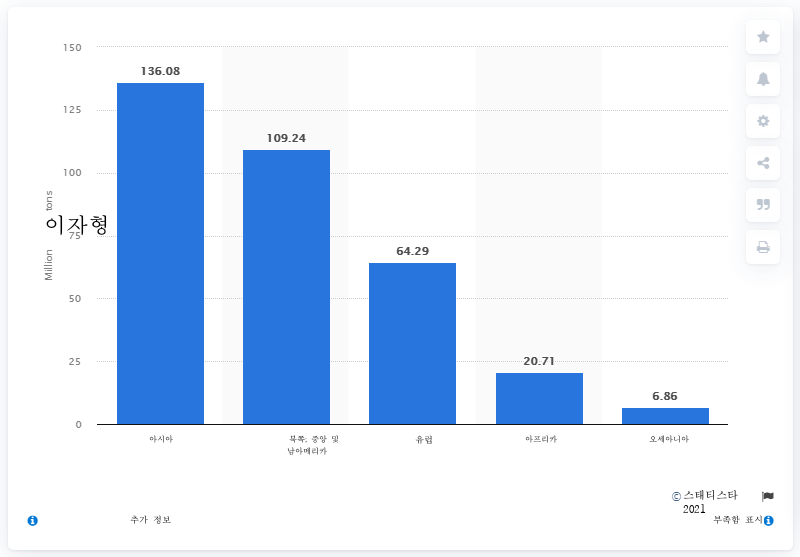 150
136.08
125
109.24
100
Million 이자형 tons
75
64.29
50
25
20.71
6.86
0
아시아
북쪽; 중앙 및
남아메리카
유럽
아프리카
오세아니아
© 스태티스타
2021
추가 정보
부족함 표시